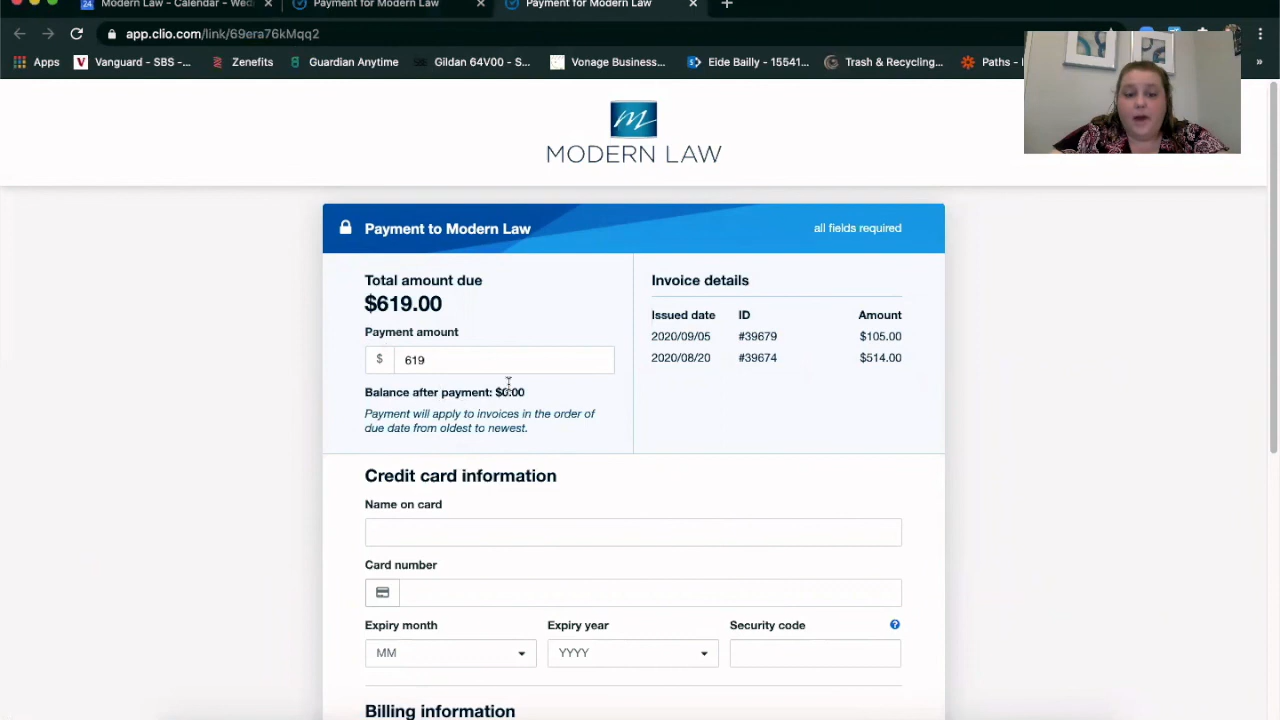 24 Modern Law - Calendar - Wed
Payment for Modern Law
Payment for Modern Law
app.clio.com/link/69era76kMqq2
Apps
Vanguard - SBS -...
Zenefits
Guardian Anytime
Gildan 64V00 - S...
Vonage Business...
Eide Bailly - 15541...
Trash & Recycling...
Paths -
»
m
MODERN LAW
Payment to Modern Law
all fields required
Total amount due
$619.00
Payment amount
$ 619
Balance after payment: $0.00
Payment will apply to invoices in the order of
due date from oldest to newest.
Invoice details
Issued date ID Amount
2020/09/05 #39679 $105.00
2020/08/20 #39674 $514.00
Credit card information
Name on card
Card number
Expiry month Expiry year Security code ?
MM YYYY
Billing information